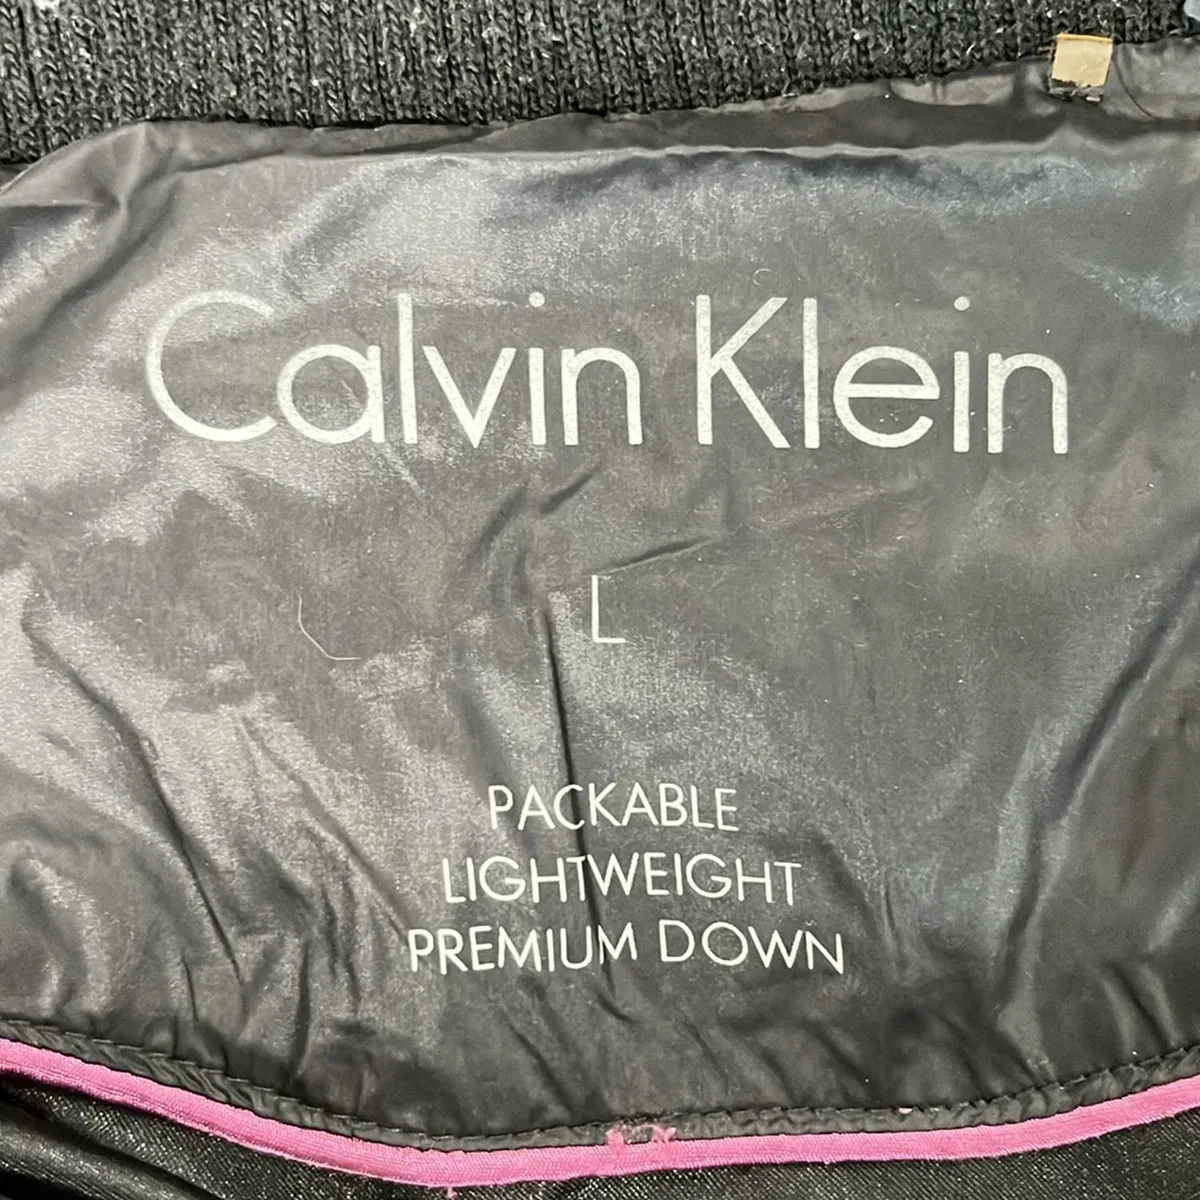 Calvin Klein
L
PACKABLE
LIGHTWEIGHT
PREMIUM DOWN